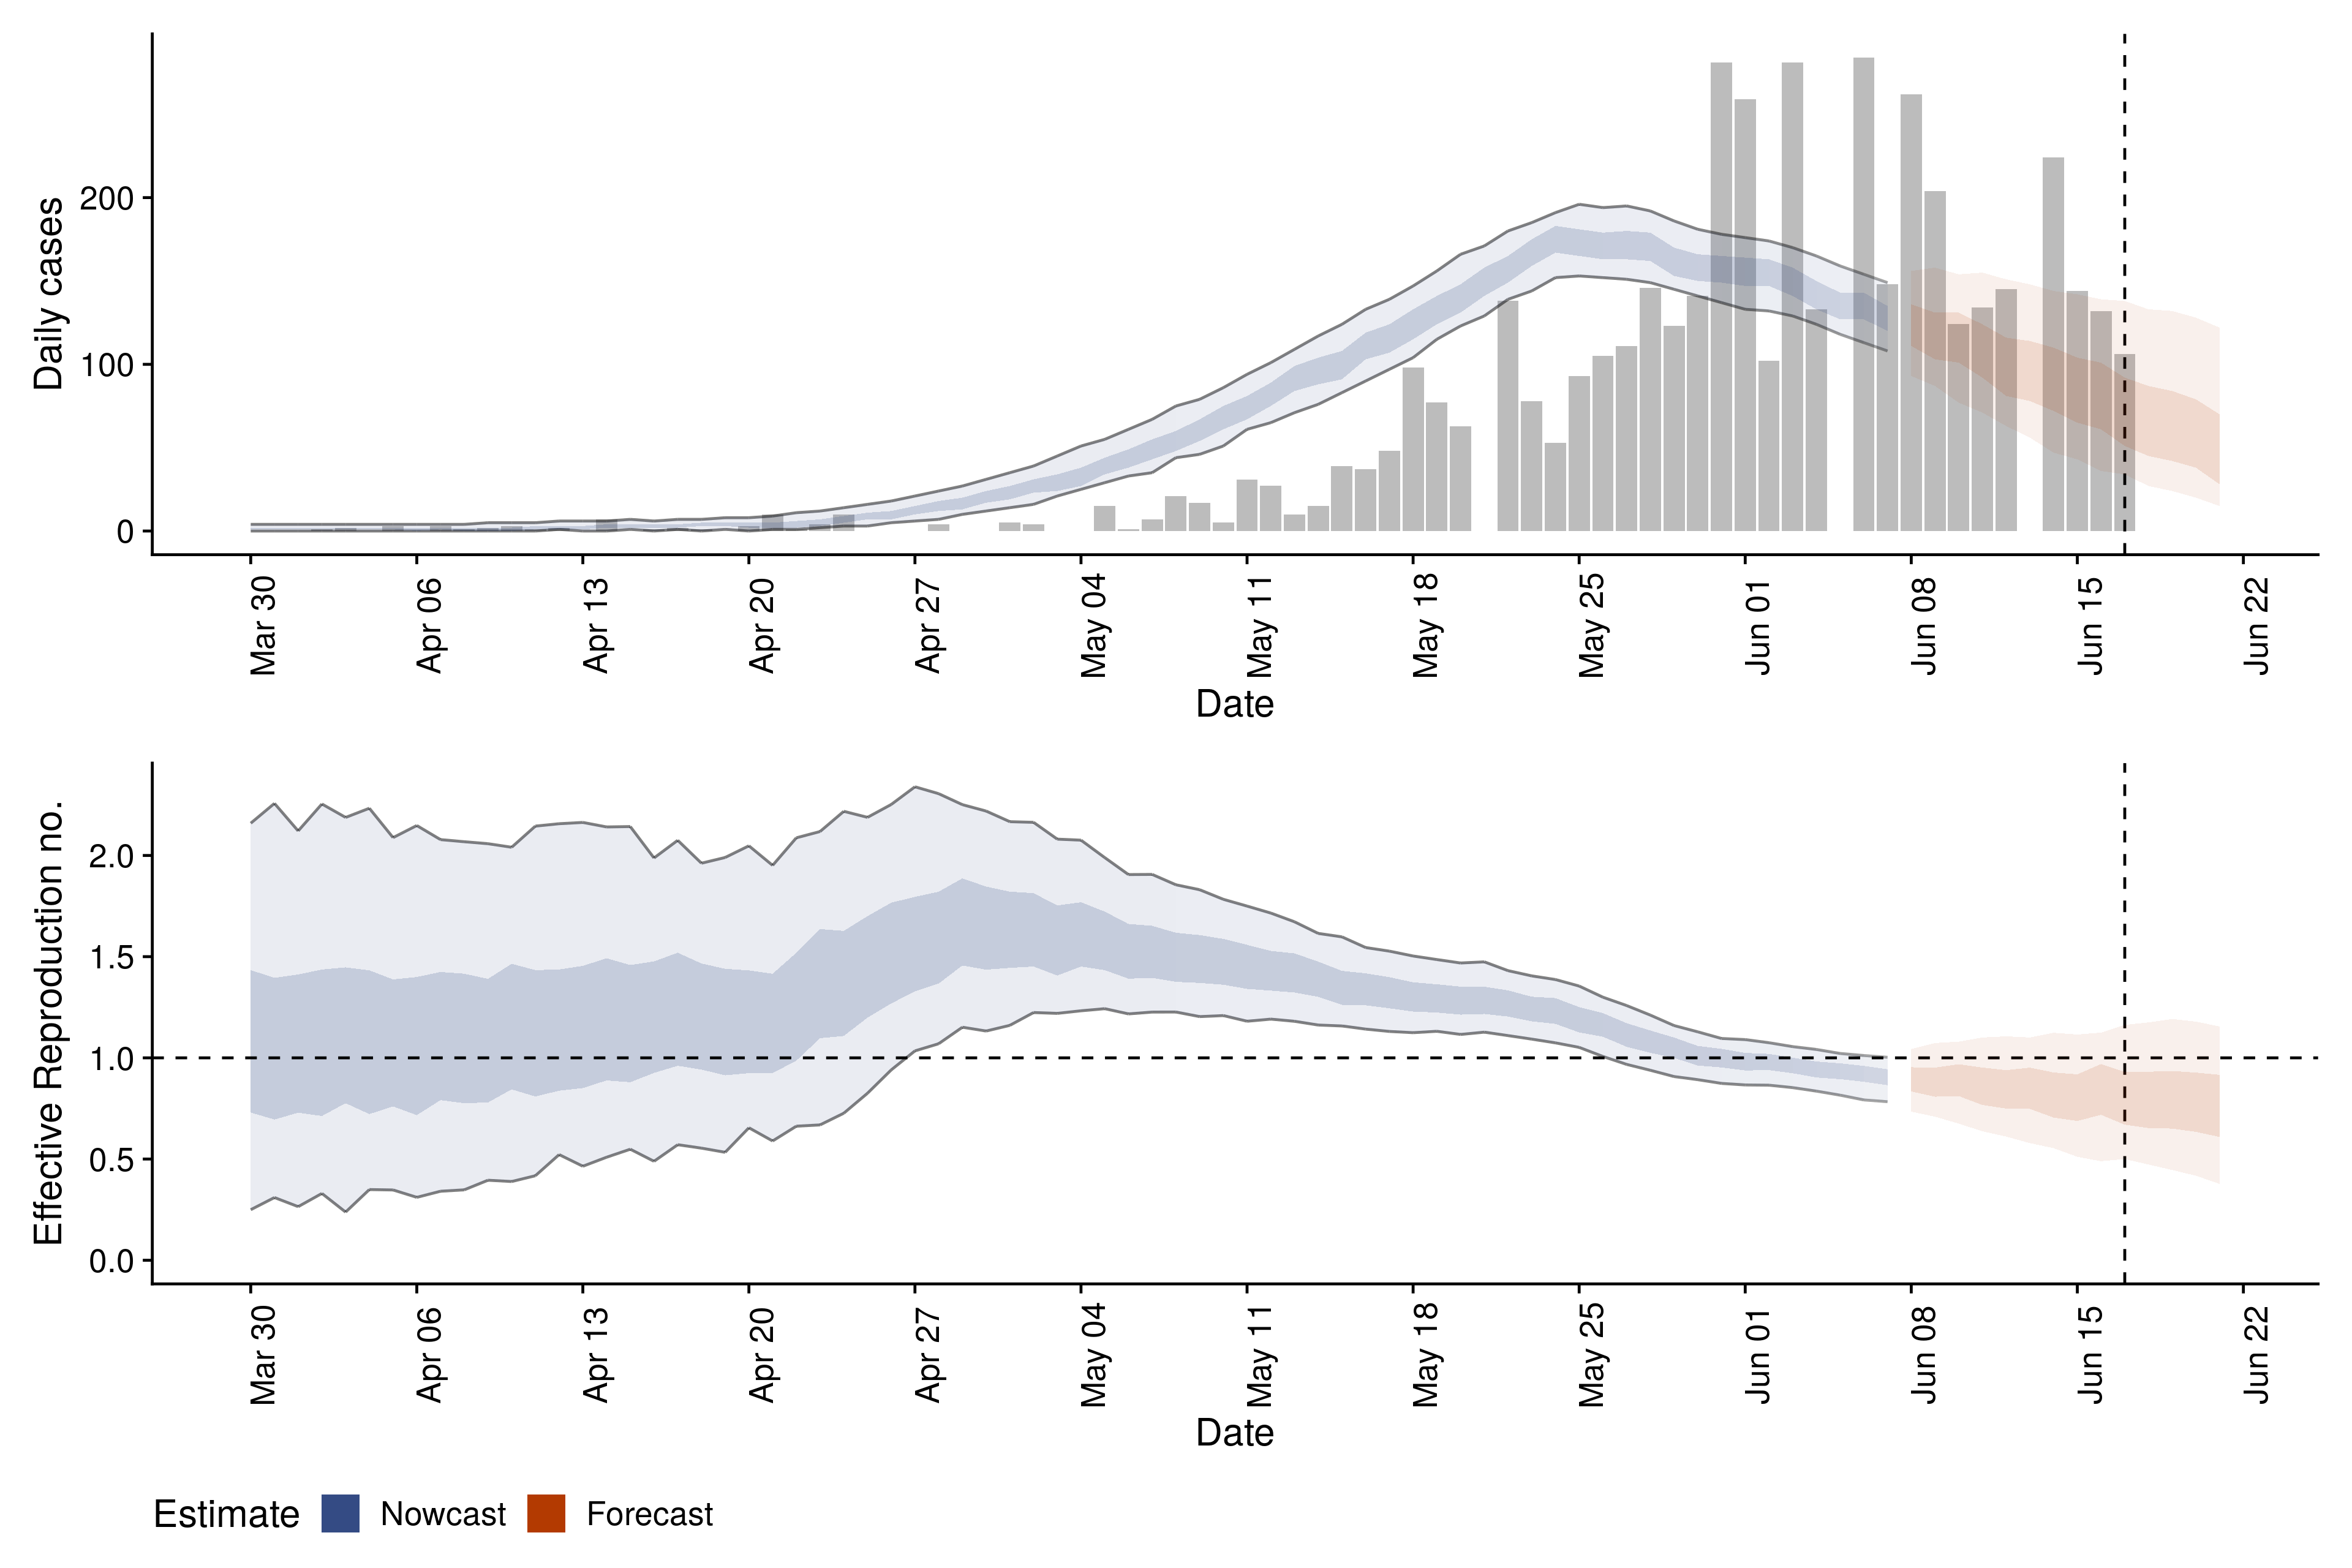 Daily cases
200
100
0
Mar 30
Apr 06
Apr 13
Apr 20
Apr 27
May 04
May 11
May 18
May 25
Jun 01
Jun 08
Jun 15
Jun 22
Date
Effective Reproduction no.
2.0
1.5
1.0
0.5
0.0
Mar 30
Apr 06
Apr 13
Apr 20
Apr 27
May 04
May 11
May 18
May 25
Jun 01
Jun 08
Jun 15
Jun 22
Date
Estimate Nowcast Forecast